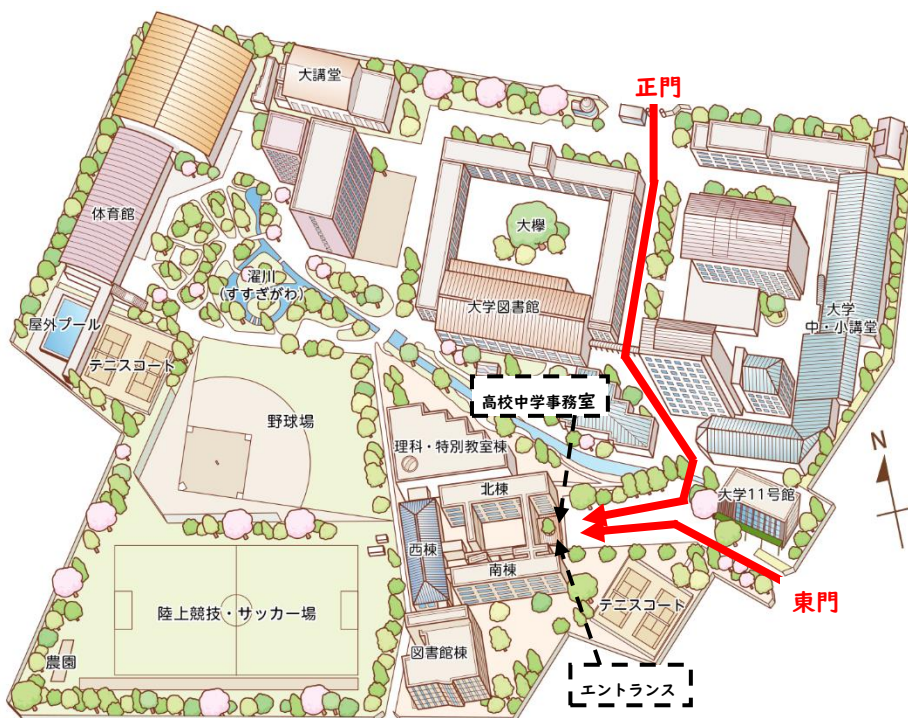 正門
大講堂
体育館
大欅
濯川
(すすぎがわ)
大学図書館
大学
中・小講堂
屋外プール
テニスコート
高校中学事務室
野球場
理科・特別教室棟
N
北棟
大学11号館
西棟
南棟
陸上競技・サッカー場
テニスコート
東門
図書館棟
農園
エントランス